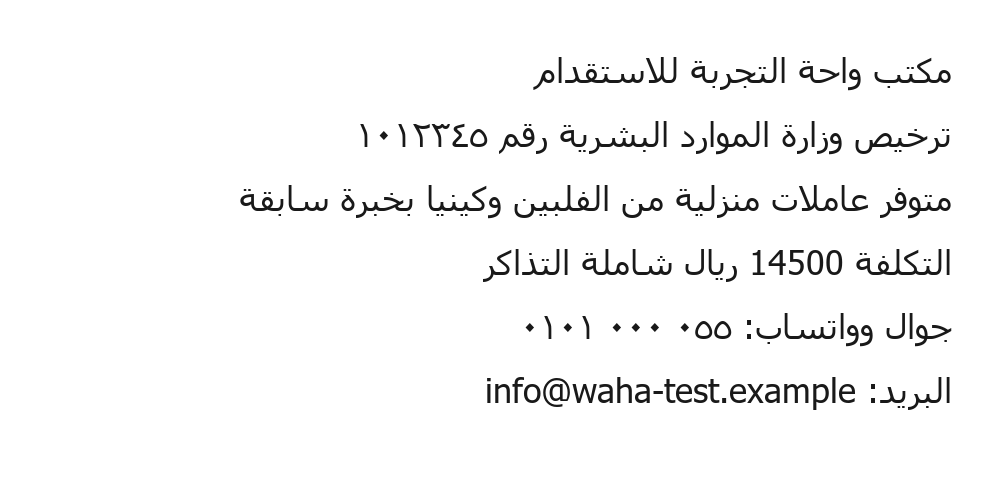 مكتب واحة التجربة للاستقدام
ترخيص وزارة الموارد البشرية رقم ١٠١٢٣٤٥
متوفر عاملات منزلية من الفلبين وكينيا بخبرة سابقة
التكلفة 14500 ريال شاملة التذاكر
جوال وواتساب: ٠٥٥ ٠٠٠ ٠١٠١
البريد: info@waha-test.example